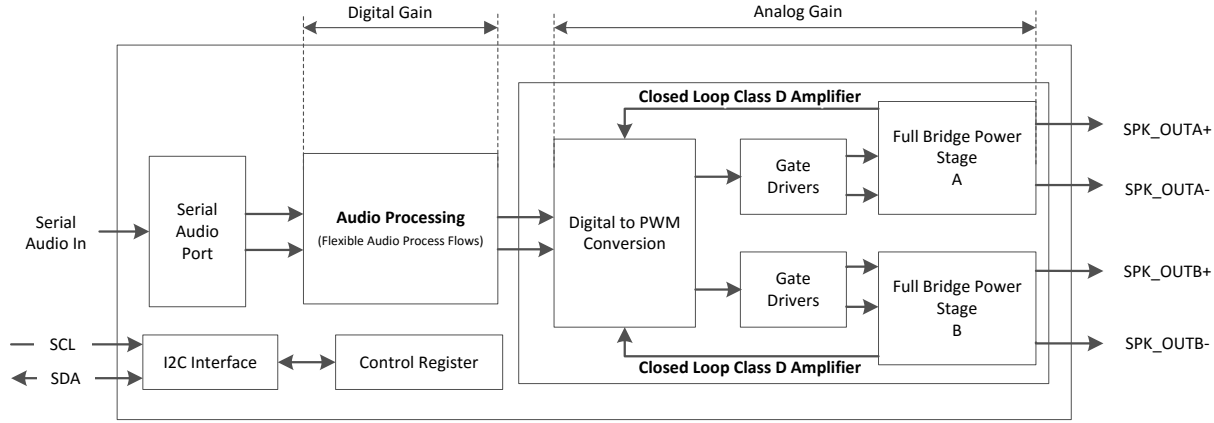 Digital Gain
Analog Gain
Closed Loop Class D Amplifier
Serial
Audio In
Serial
Audio
Port
Audio Processing
(Flexible Audio Process Flows)
Digital to PWM
Conversion
Gate
Drivers
Full Bridge Power
Stage
A
SPK_OUTA+
SPK_OUTA-
Gate
Drivers
Full Bridge Power
Stage
B
SPK_OUTB+
SPK_OUTB-
Closed Loop Class D Amplifier
SCL
SDA
I2C Interface
Control Register